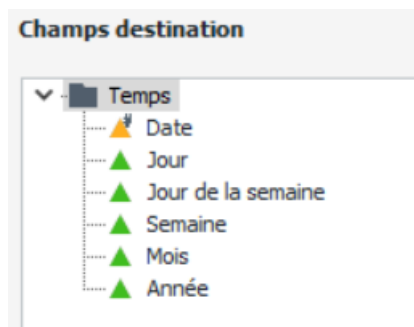 Champs destination
Temps
Date
Jour
Jour de la semaine
Semaine
Mois
Année